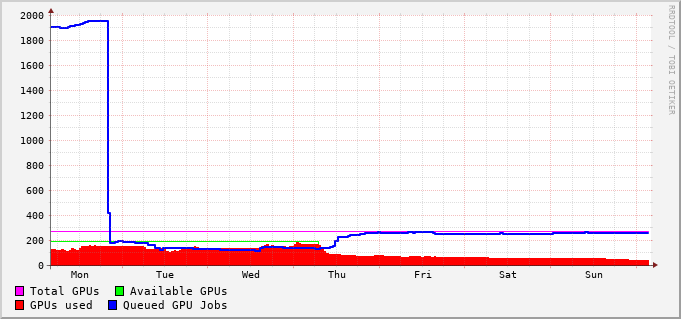 2000
1800
1600
1400
1200
1000
800
600
400
200
0
Mon Tue Wed Thu Fri Sat Sun
Total GPUs Available GPUs
GPUs used Queued GPU Jobs
RRDTOOL / TOBI OETIKER